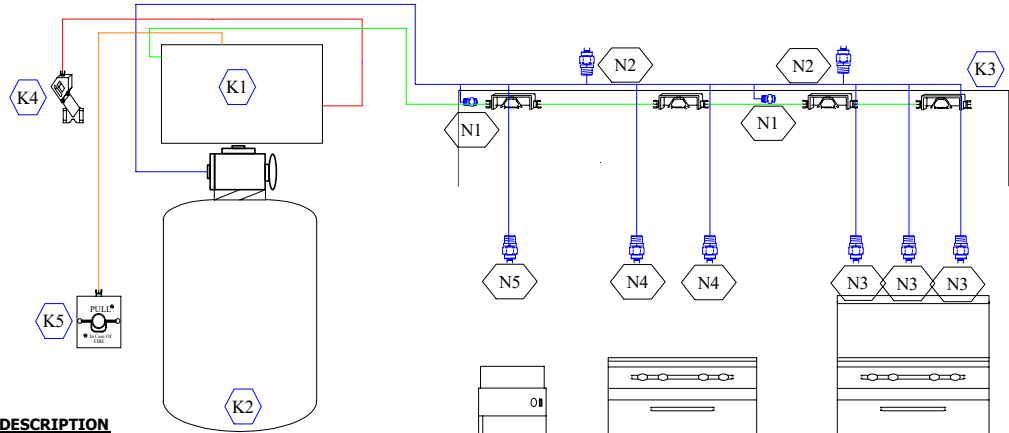 N2
N2
K3
K1
K4
N1
N1
N5
N4
N4
N3
N3
N3
PULL
In Case Of
FIRE
K5
K2
DESCRIPTION